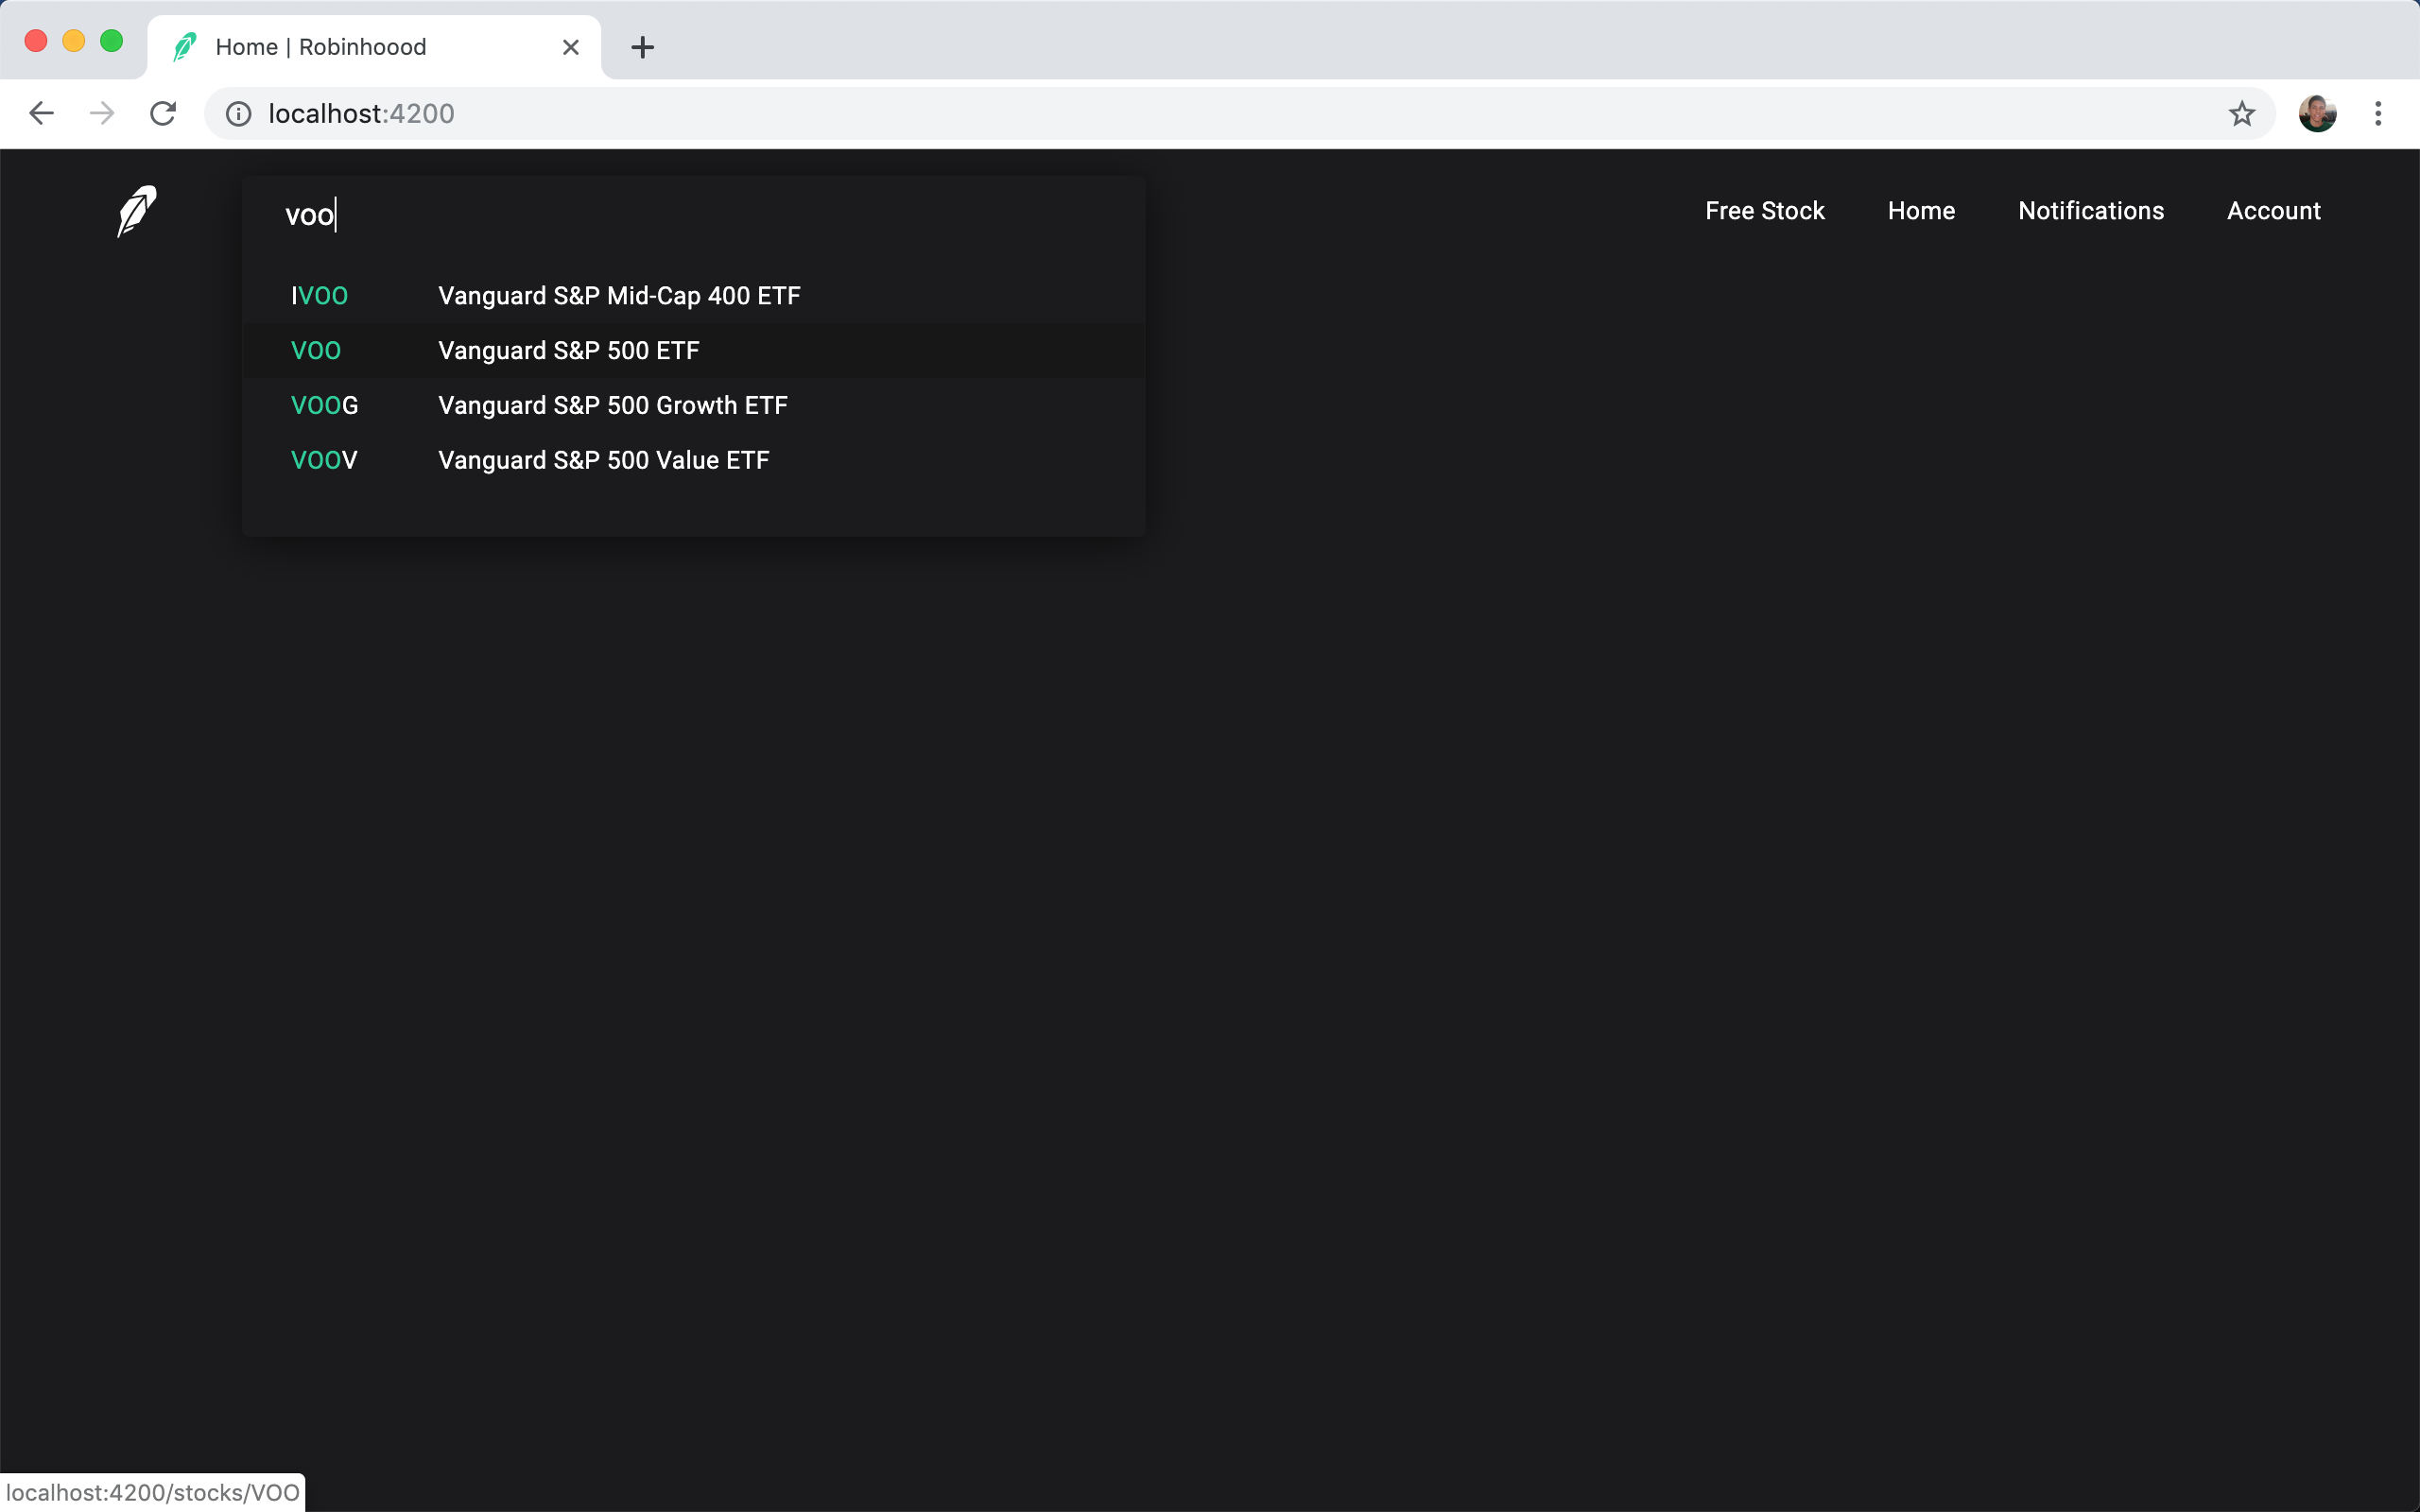 Home | Robinhoood
localhost:4200
voo
Free Stock Home Notifications Account
IVOO Vanguard S&P Mid-Cap 400 ETF
VOO Vanguard S&P 500 ETF
VOOG Vanguard S&P 500 Growth ETF
VOOV Vanguard S&P 500 Value ETF
localhost:4200/stocks/VOO